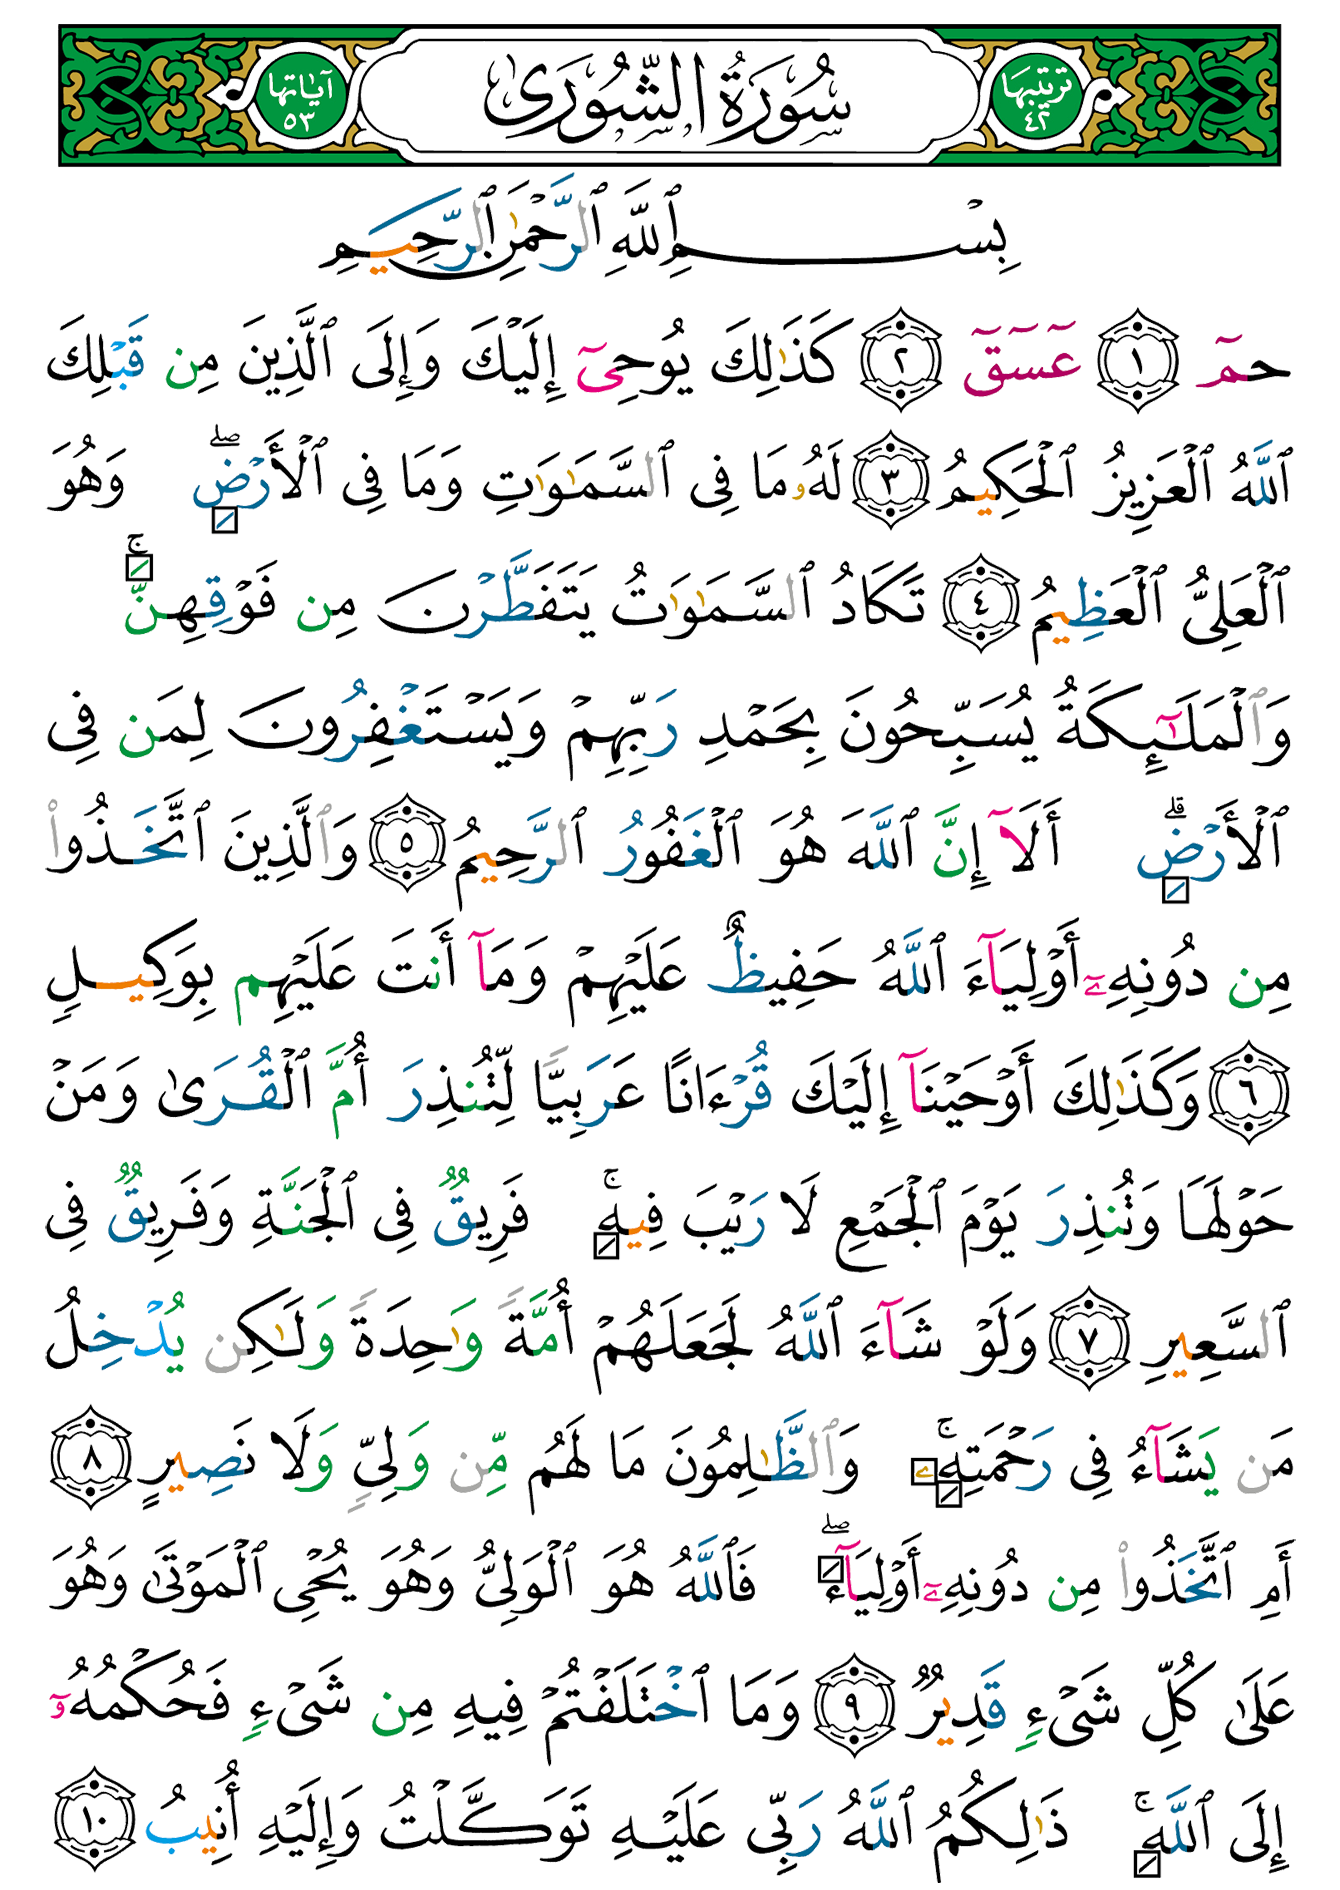 ترتيبها ٤٢ سُورَةُ الشُّورَىٰ آياتها ٥٣
بِسْمِ ٱللَّهِ ٱلرَّحْمَٰنِ ٱلرَّحِيمِ
حمٓ ١ عٓسٓقٓ ٢ كَذَٰلِكَ يُوحِىٓ إِلَيْكَ وَإِلَى ٱلَّذِينَ مِن قَبْلِكَ
ٱللَّهُ ٱلْعَزِيزُ ٱلْحَكِيمُ ٣ لَهُۥ مَا فِى ٱلسَّمَٰوَٰتِ وَمَا فِى ٱلْأَرْضِ ۖ وَهُوَ
ٱلْعَلِىُّ ٱلْعَظِيمُ ٤ تَكَادُ ٱلسَّمَٰوَٰتُ يَتَفَطَّرْنَ مِن فَوْقِهِنَّ ۚ
وَٱلْمَلَٰٓئِكَةُ يُسَبِّحُونَ بِحَمْدِ رَبِّهِمْ وَيَسْتَغْفِرُونَ لِمَن فِى
ٱلْأَرْضِ ۗ أَلَآ إِنَّ ٱللَّهَ هُوَ ٱلْغَفُورُ ٱلرَّحِيمُ ٥ وَٱلَّذِينَ ٱتَّخَذُوا۟
مِن دُونِهِۦٓ أَوْلِيَآءَ ٱللَّهُ حَفِيظٌ عَلَيْهِمْ وَمَآ أَنتَ عَلَيْهِم بِوَكِيلٍ
٦ وَكَذَٰلِكَ أَوْحَيْنَآ إِلَيْكَ قُرْءَانًا عَرَبِيًّا لِّتُنذِرَ أُمَّ ٱلْقُرَىٰ وَمَنْ
حَوْلَهَا وَتُنذِرَ يَوْمَ ٱلْجَمْعِ لَا رَيْبَ فِيهِ ۚ فَرِيقٌ فِى ٱلْجَنَّةِ وَفَرِيقٌ فِى
ٱلسَّعِيرِ ٧ وَلَوْ شَآءَ ٱللَّهُ لَجَعَلَهُمْ أُمَّةً وَٰحِدَةً وَلَٰكِن يُدْخِلُ
مَن يَشَآءُ فِى رَحْمَتِهِۦ ۚ وَٱلظَّٰلِمُونَ مَا لَهُم مِّن وَلِىٍّ وَلَا نَصِيرٍ ٨
أَمِ ٱتَّخَذُوا۟ مِن دُونِهِۦٓ أَوْلِيَآءَ ۖ فَٱللَّهُ هُوَ ٱلْوَلِىُّ وَهُوَ يُحْىِ ٱلْمَوْتَىٰ وَهُوَ
عَلَىٰ كُلِّ شَىْءٍ قَدِيرٌ ٩ وَمَا ٱخْتَلَفْتُمْ فِيهِ مِن شَىْءٍ فَحُكْمُهُۥٓ
إِلَى ٱللَّهِ ۚ ذَٰلِكُمُ ٱللَّهُ رَبِّى عَلَيْهِ تَوَكَّلْتُ وَإِلَيْهِ أُنِيبُ ١٠